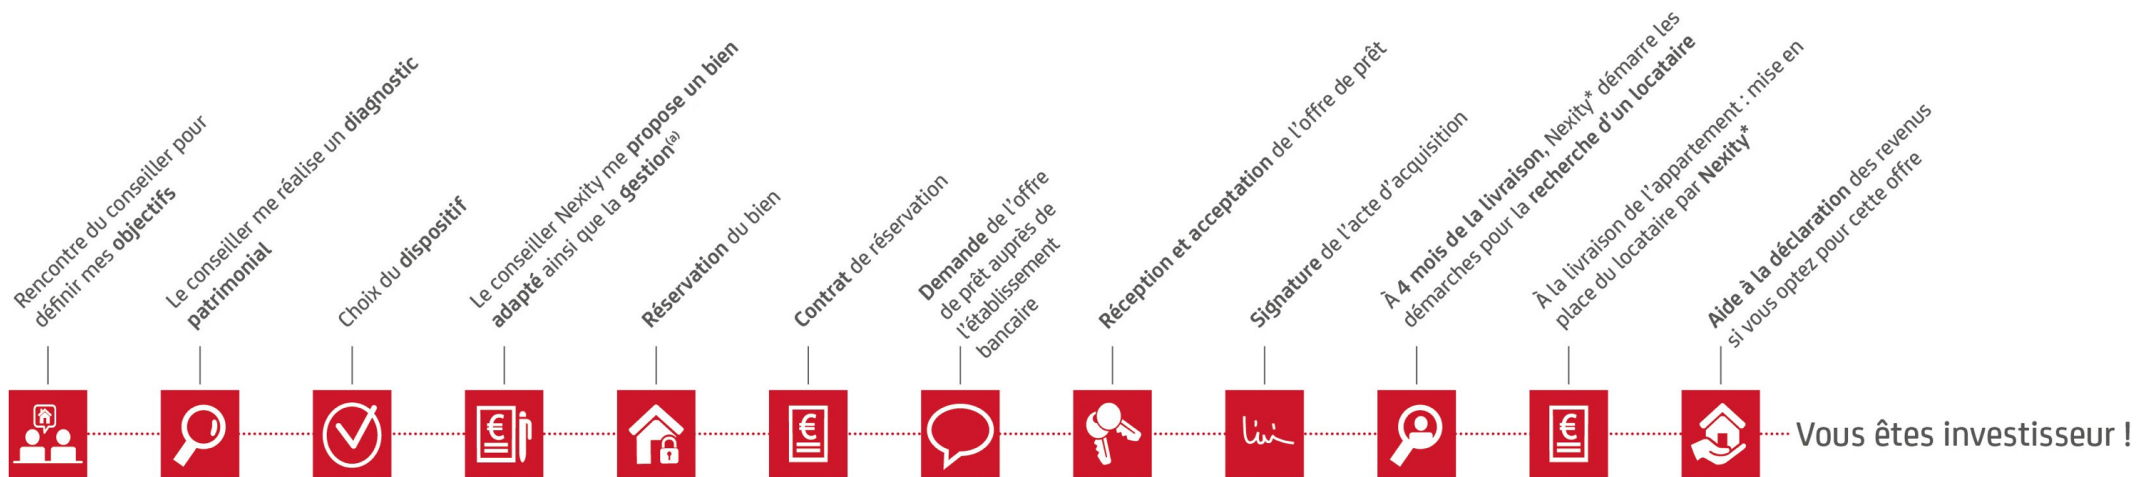 Rencontre du conseiller pour
définir mes objectifs
Le conseiller me réalise un diagnostic
patrimonial
Choix du dispositif
Le conseiller Nexity me propose un bien
adapté ainsi que la gestion(a)
Réservation du bien
Contrat de réservation
Demande de l'offre
de prêt auprès de
l'établissement
bancaire
Réception et acceptation de l'offre de prêt
Signature de l'acte d'acquisition
À 4 mois de la livraison, Nexity* démarre les
démarches pour la recherche d'un locataire
À la livraison de l'appartement : mise en
place du locataire par Nexity*
Aide à la déclaration des revenus
si vous optez pour cette offre
€
€
€
Vous êtes investisseur !